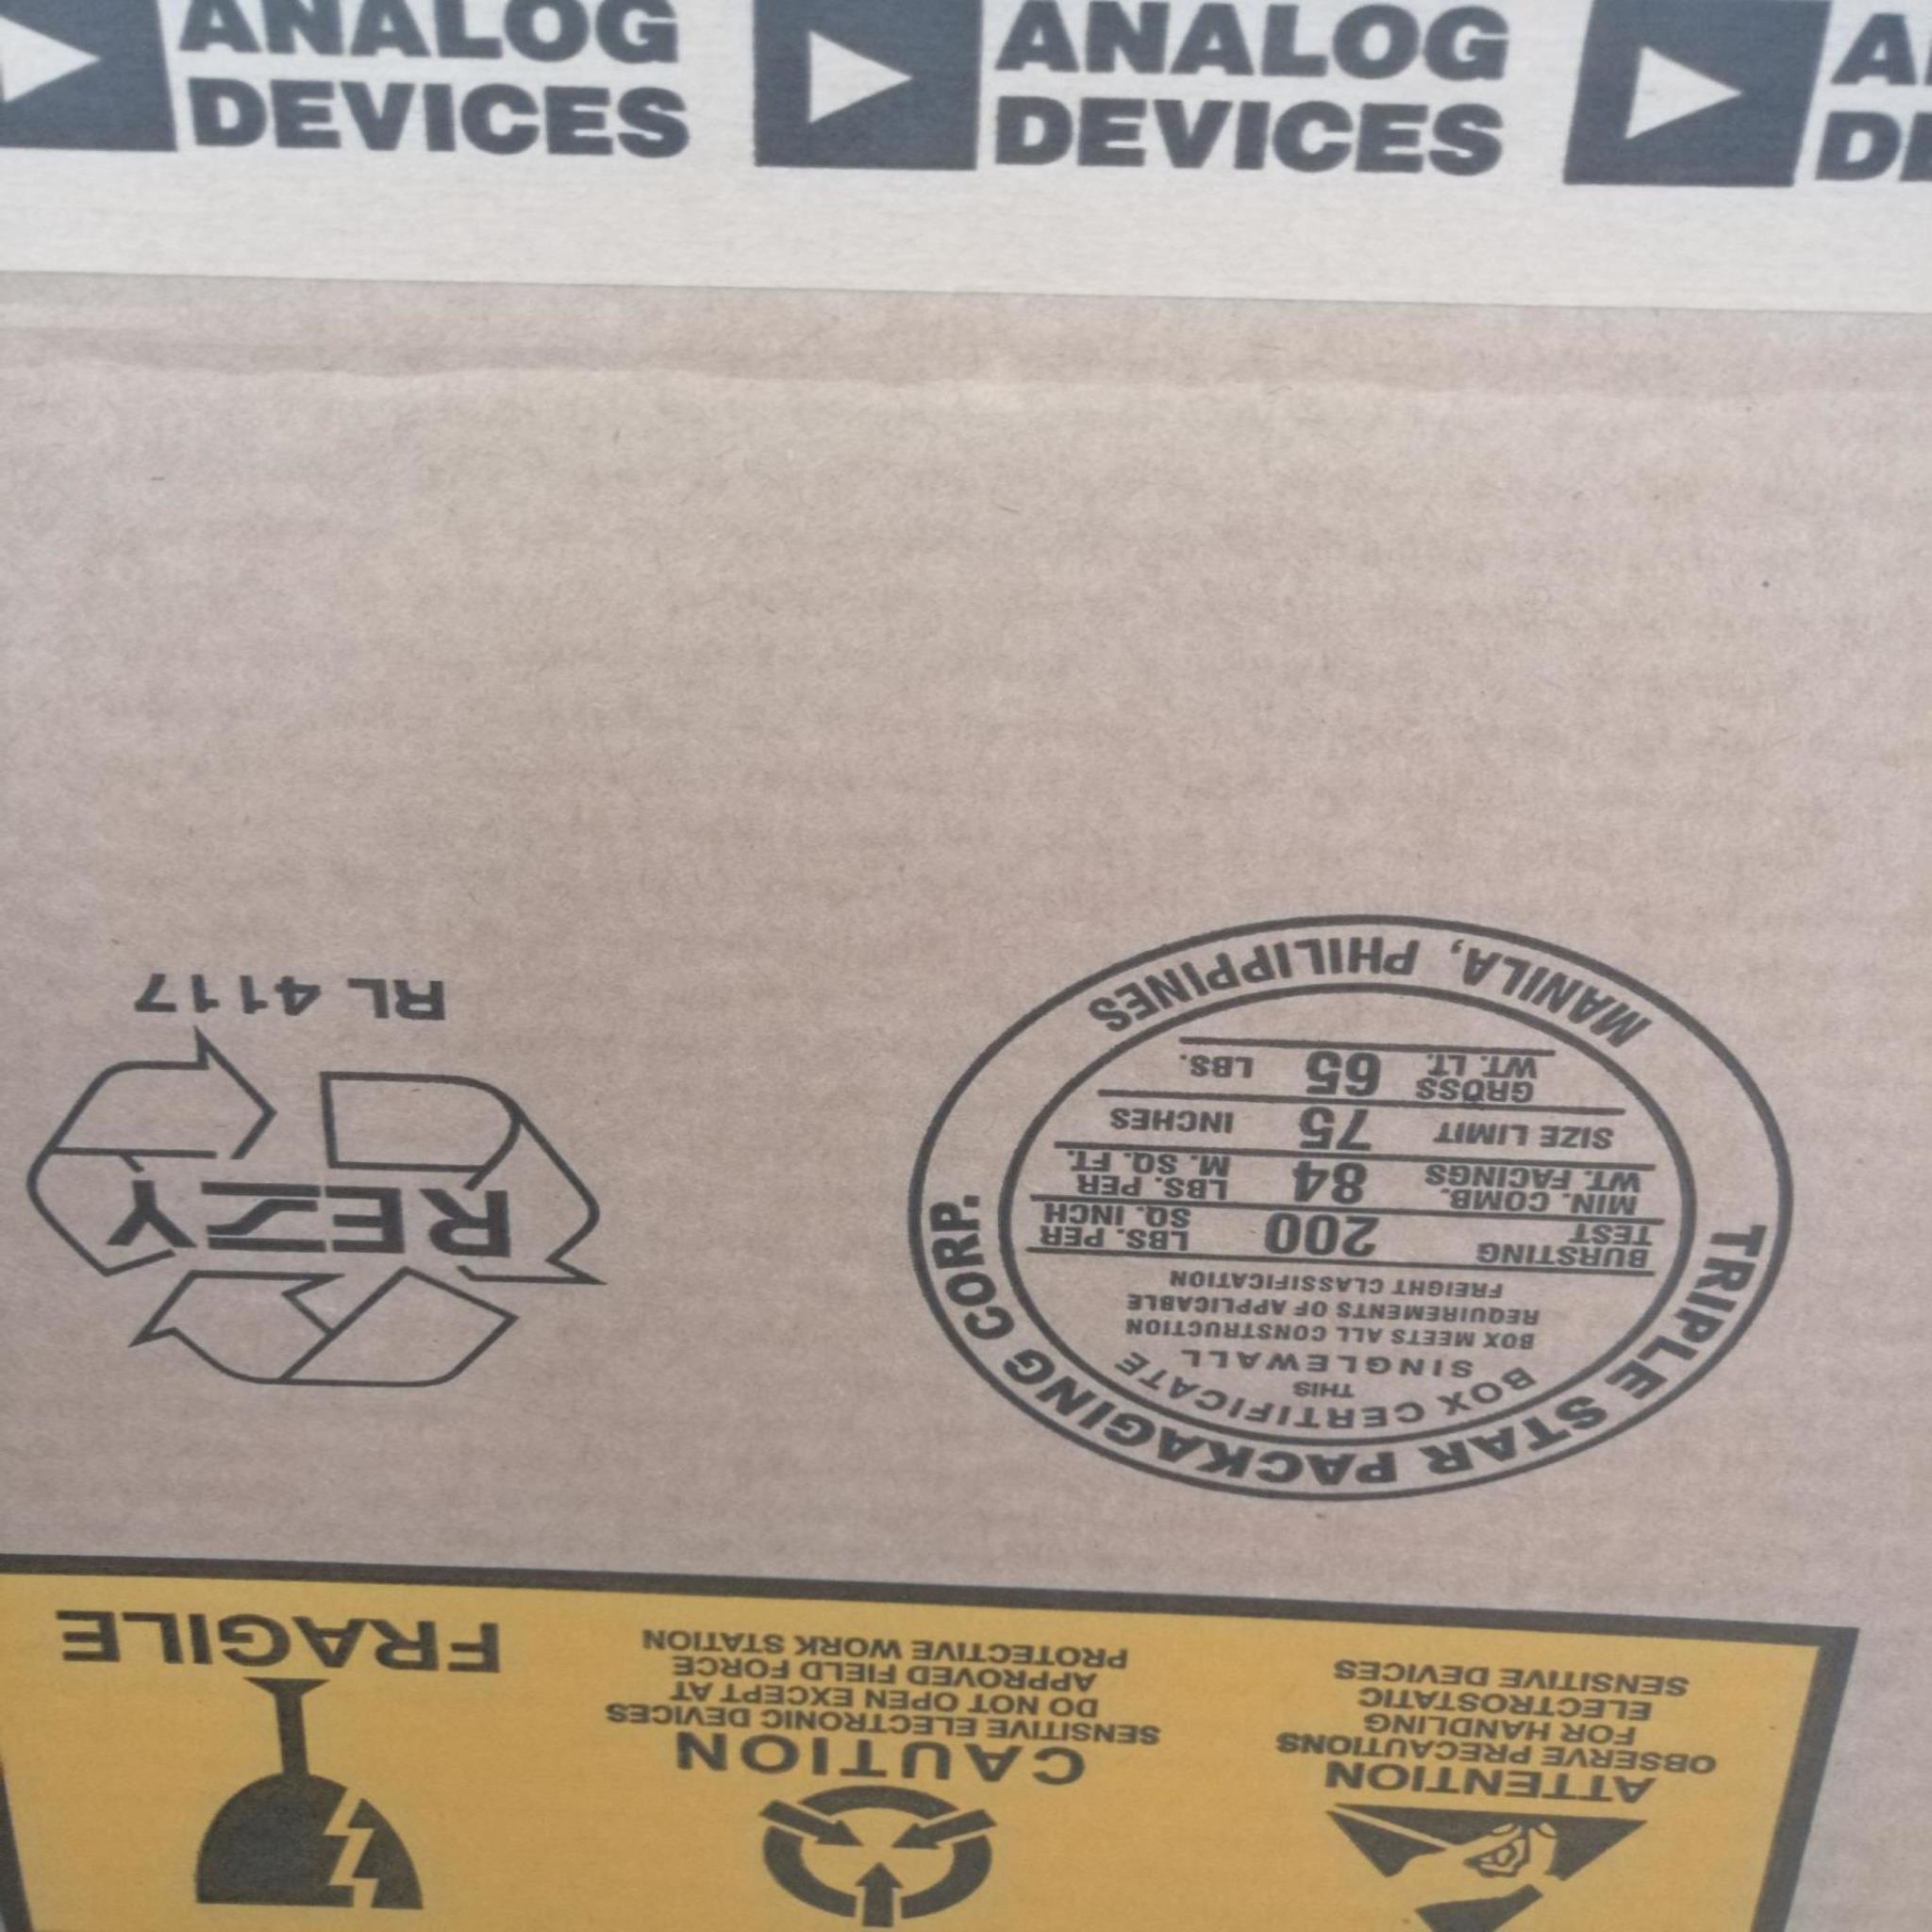 ANALOG
DEVICES
ANALOG
DEVICES
ATTENTION
OBSERVE PRECAUTIONS
FOR HANDLING
ELECTROSTATIC
SENSITIVE DEVICES
CAUTION
SENSITIVE ELECTRONIC DEVICES
DO NOT OPEN EXCEPT AT
APPROVED FIELD FORCE
PROTECTIVE WORK STATION
FRAGILE
TRIPLE STAR PACKAGING CORP.
BOX CERTIFICATE
THIS
SINGLEWALL
BOX MEETS ALL CONSTRUCTION
REQUIREMENTS OF APPLICABLE
FREIGHT CLASSIFICATION
BURSTING TEST 200 LBS. PER SQ. INCH
MIN. COMB. WT. FACINGS 84 LBS. PER M. SQ. FT.
SIZE LIMIT 75 INCHES
GROSS WT. LT. 65 LBS.
MANILA, PHILIPPINES
REZY
RL 4117